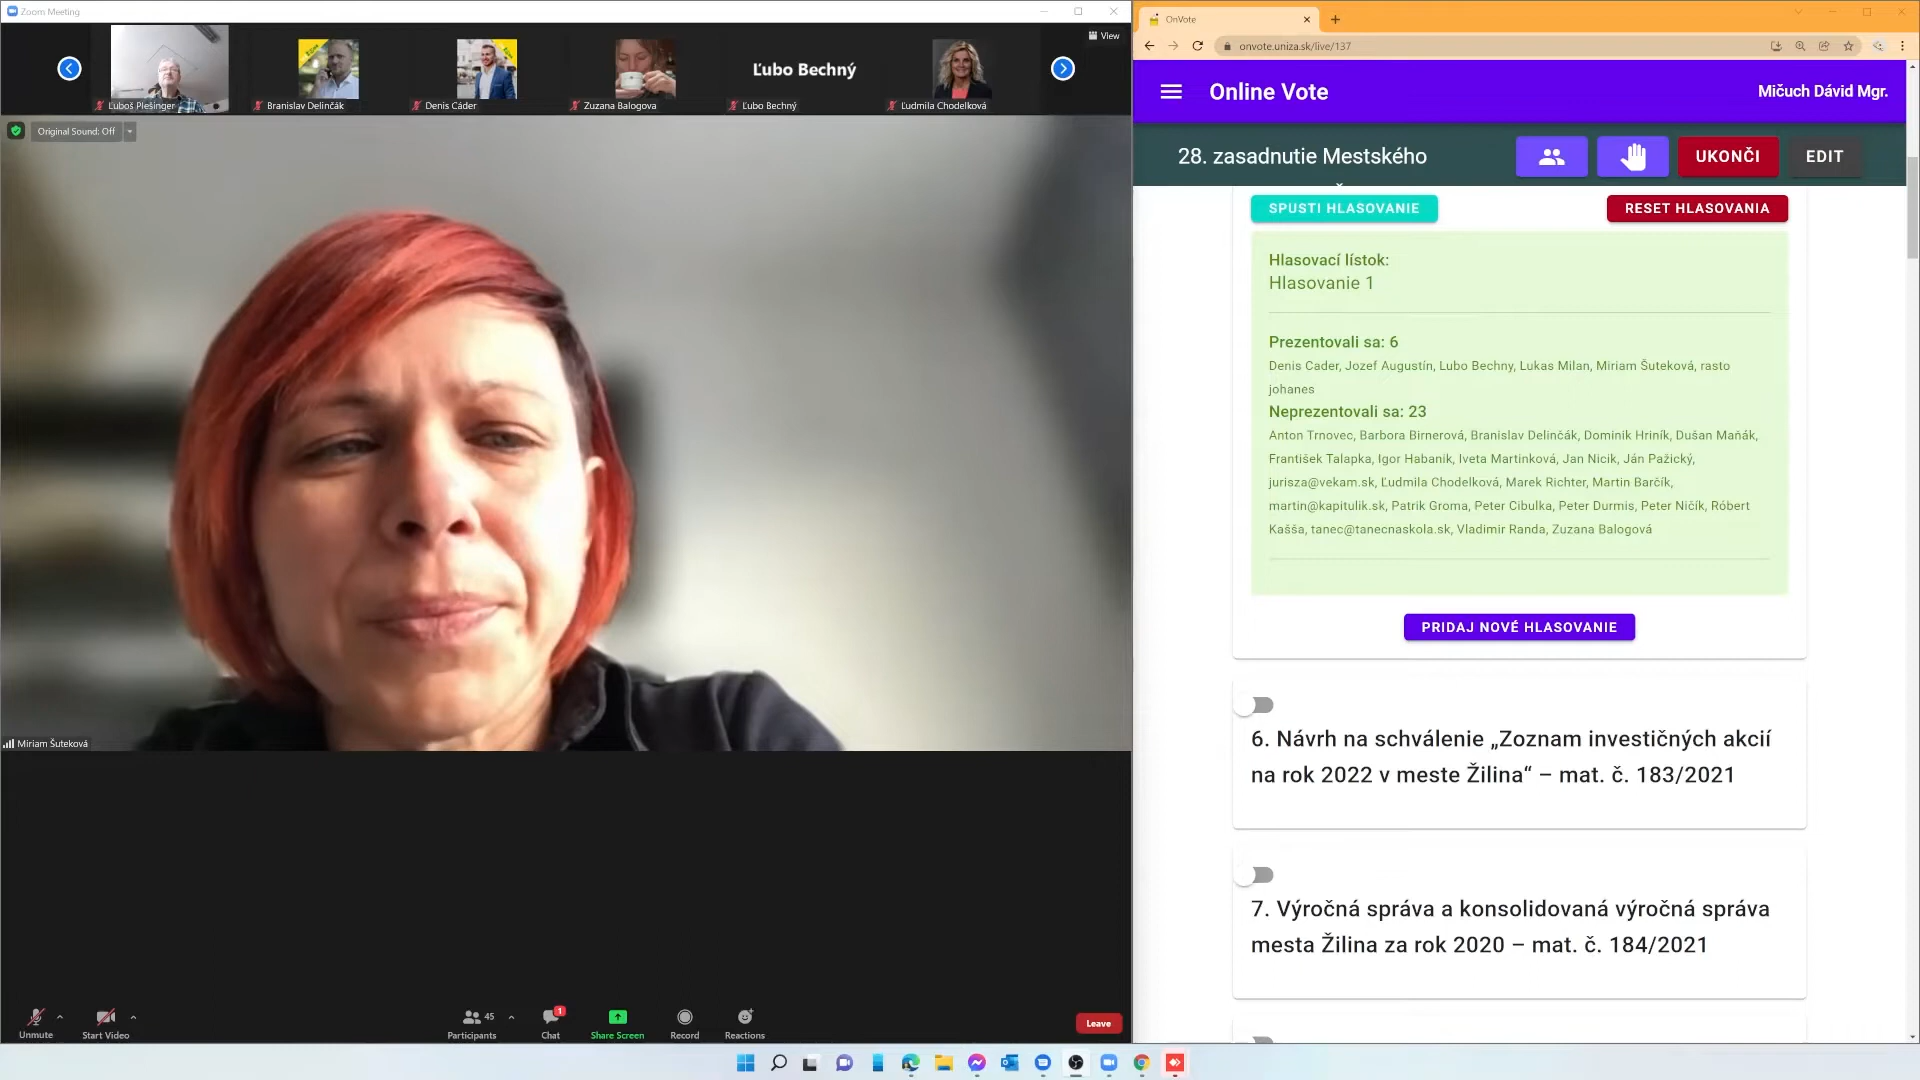 Zoom Meeting
View
Ľubo Bechný
Ľuboš Plešinger
Branislav Delinčák
Denis Cáder
Zuzana Balogova
Ľubo Bechný
Ľudmila Chodelková
Original Sound: Off
Miriam Šuteková
Unmute
Start Video
45
Participants
1
Chat
Share Screen
Record
Reactions
Leave
OnVote
onvote.uniza.sk/live/137
Online Vote
Mičuch Dávid Mgr.
28. zasadnutie Mestského
UKONČI
EDIT
SPUSTI HLASOVANIE
RESET HLASOVANIA
Hlasovací lístok:
Hlasovanie 1
Prezentovali sa: 6
Denis Cader, Jozef Augustín, Lubo Bechny, Lukas Milan, Miriam Šuteková, rasto
johanes
Neprezentovali sa: 23
Anton Trnovec, Barbora Birnerová, Branislav Delinčák, Dominik Hriník, Dušan Maňák,
František Talapka, Igor Habanik, Iveta Martinková, Jan Nicik, Ján Pažický,
jurisza@vekam.sk, Ľudmila Chodelková, Marek Richter, Martin Barčík,
martin@kapitulik.sk, Patrik Groma, Peter Cibulka, Peter Durmis, Peter Ničík, Róbert
Kašša, tanec@tanecnaskola.sk, Vladimir Randa, Zuzana Balogová
PRIDAJ NOVÉ HLASOVANIE
6. Návrh na schválenie „Zoznam investičných akcií
na rok 2022 v meste Žilina“ – mat. č. 183/2021
7. Výročná správa a konsolidovaná výročná správa
mesta Žilina za rok 2020 – mat. č. 184/2021